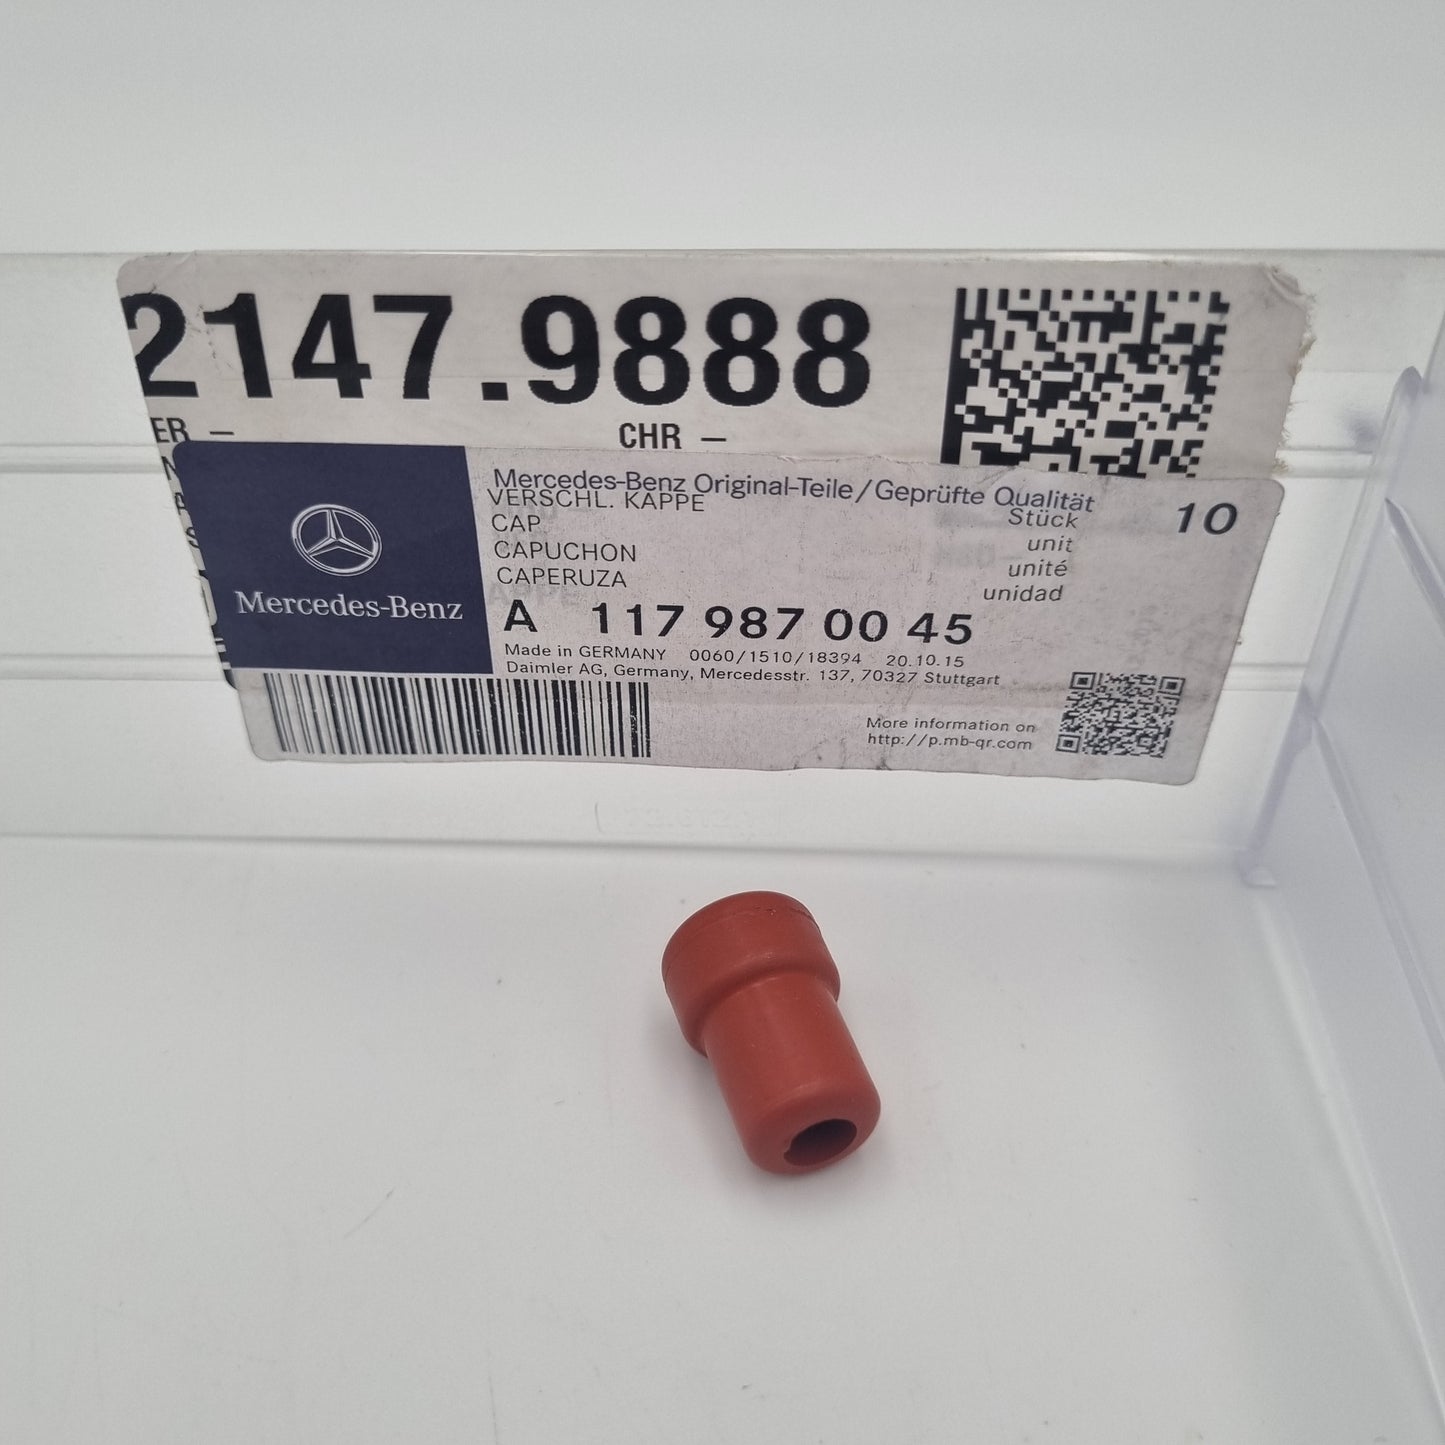 2147.9888
ER – CHR –
Mercedes-Benz Original-Teile/Geprüfte Qualität
VERSCHL. KAPPE
Stück 10
CAP
unit
CAPUCHON
unité
CAPERUZA
unidad
Mercedes-Benz
A 117 987 00 45
Made in GERMANY 0060/1510/18394 20.10.15
Daimler AG, Germany, Mercedesstr. 137, 70327 Stuttgart
More information on
http://p.mb-qr.com